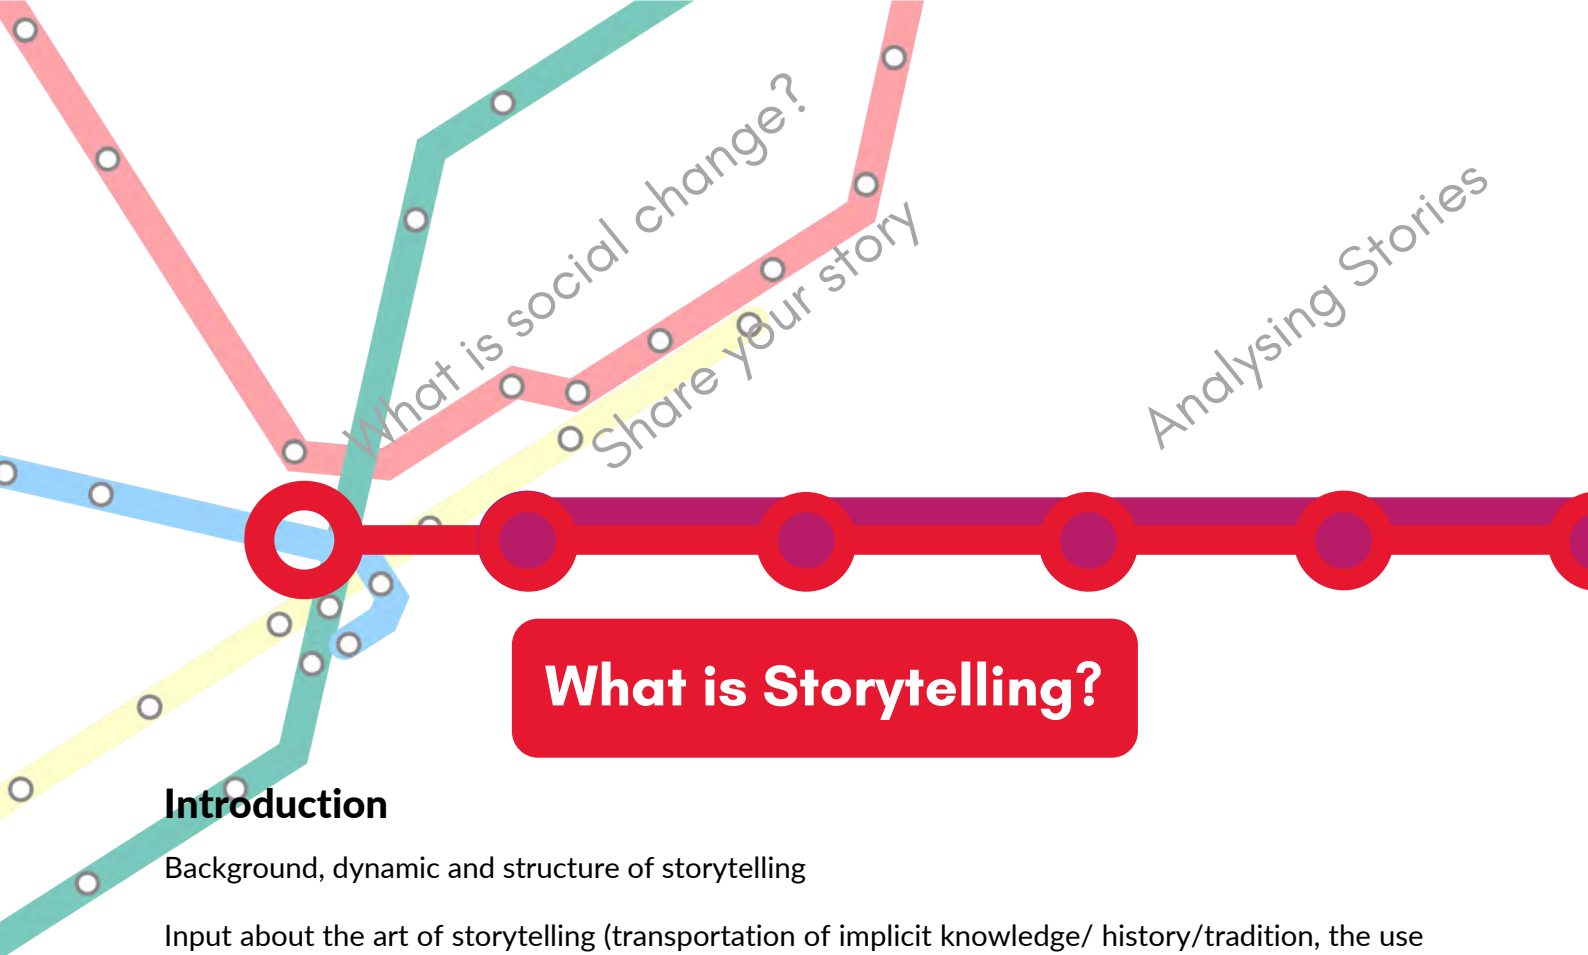 What is social change?
Share your story
Analysing Stories
What is Storytelling?
Introduction
Background, dynamic and structure of storytelling
Input about the art of storytelling (transportation of implicit knowledge/ history/tradition, the use